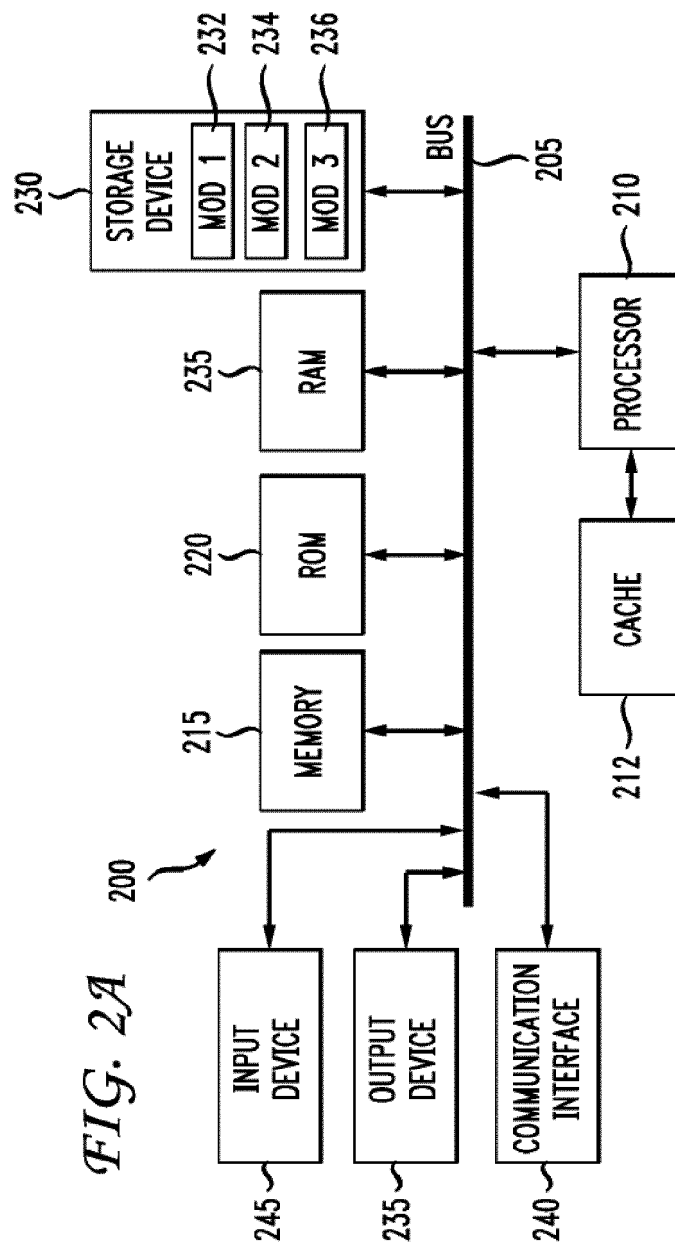 FIG. 2A
200
230
STORAGE
DEVICE
MOD 1
232
MOD 2
234
MOD 3
236
235
RAM
220
ROM
215
MEMORY
245
INPUT
DEVICE
235
OUTPUT
DEVICE
240
COMMUNICATION
INTERFACE
BUS
205
210
PROCESSOR
212
CACHE